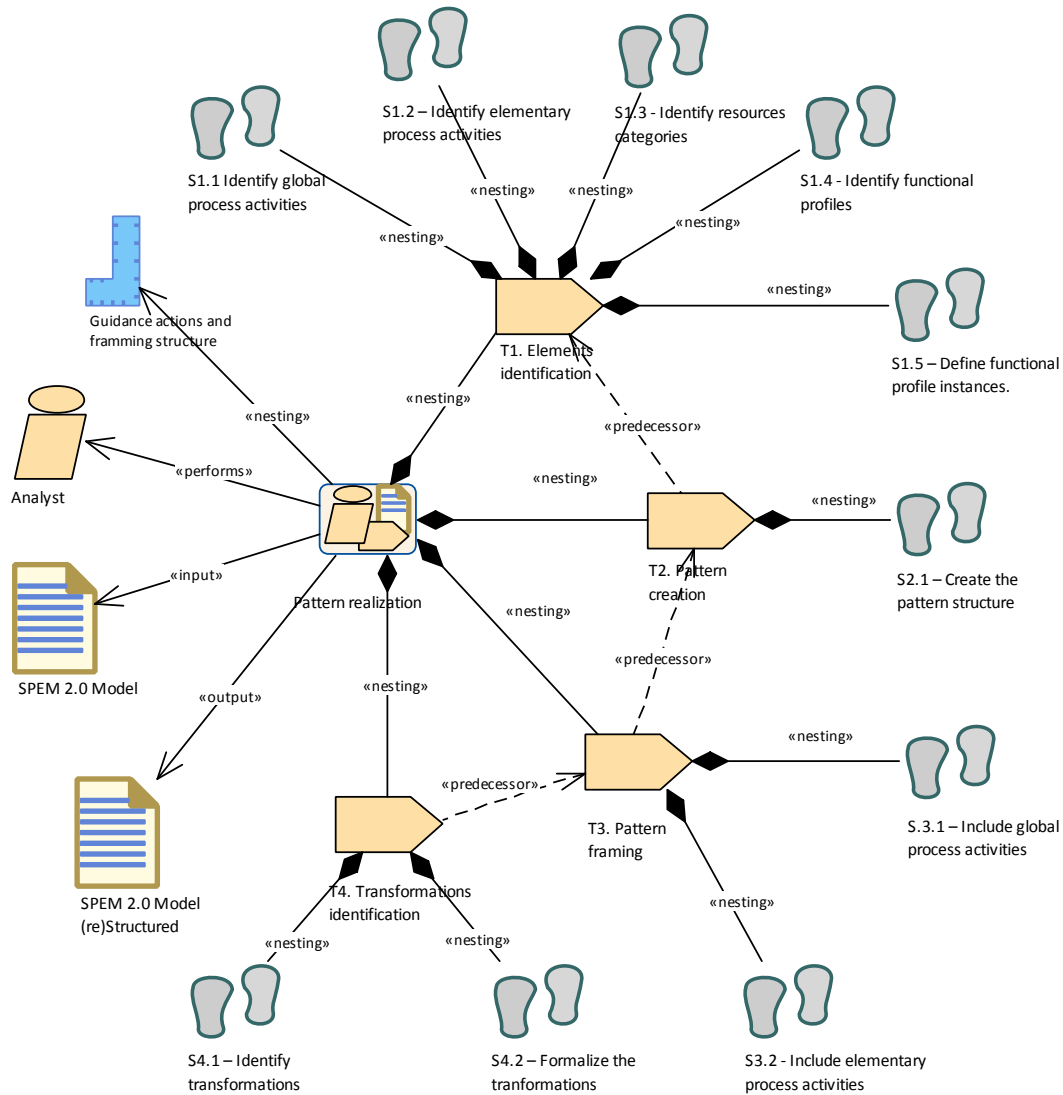 S1.2 – Identify elementary
process activities
S1.3 - Identify resources
categories
S1.1 Identify global
process activities
S1.4 - Identify functional
profiles
«nesting»
«nesting»
«nesting»
«nesting»
«nesting»
Guidance actions and
framming structure
T1. Elements
identification
S1.5 – Define functional
profile instances.
«nesting»
«nesting»
«predecessor»
«performs»
Analyst
«nesting»
«nesting»
«input»
Pattern realization
T2. Pattern
creation
S2.1 – Create the
pattern structure
«nesting»
SPEM 2.0 Model
«predecessor»
«nesting»
«output»
«nesting»
«predecessor»
T3. Pattern
framing
S.3.1 – Include global
process activities
T4. Transformations
identification
SPEM 2.0 Model
(re)Structured
«nesting»
«nesting»
«nesting»
S4.1 – Identify
transformations
S4.2 – Formalize the
tranformations
S3.2 - Include elementary
process activities